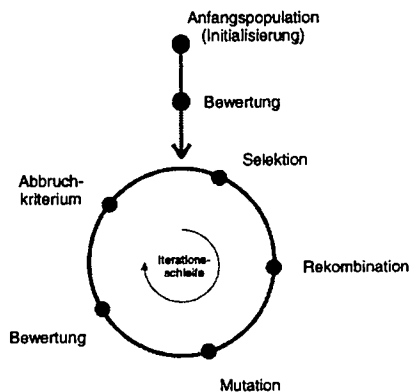 Anfangspopulation
(Initialisierung)
Bewertung
Selektion
Abbruch-
kriterium
Iterations-
schleife
Rekombination
Bewertung
Mutation